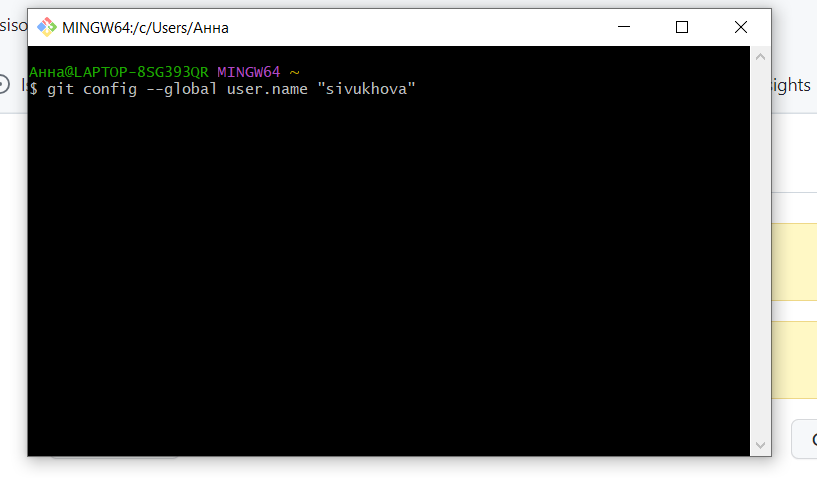 MINGW64:/c/Users/Анна
Анна@LAPTOP-8SG393QR MINGW64 ~
$ git config --global user.name "sivukhova"